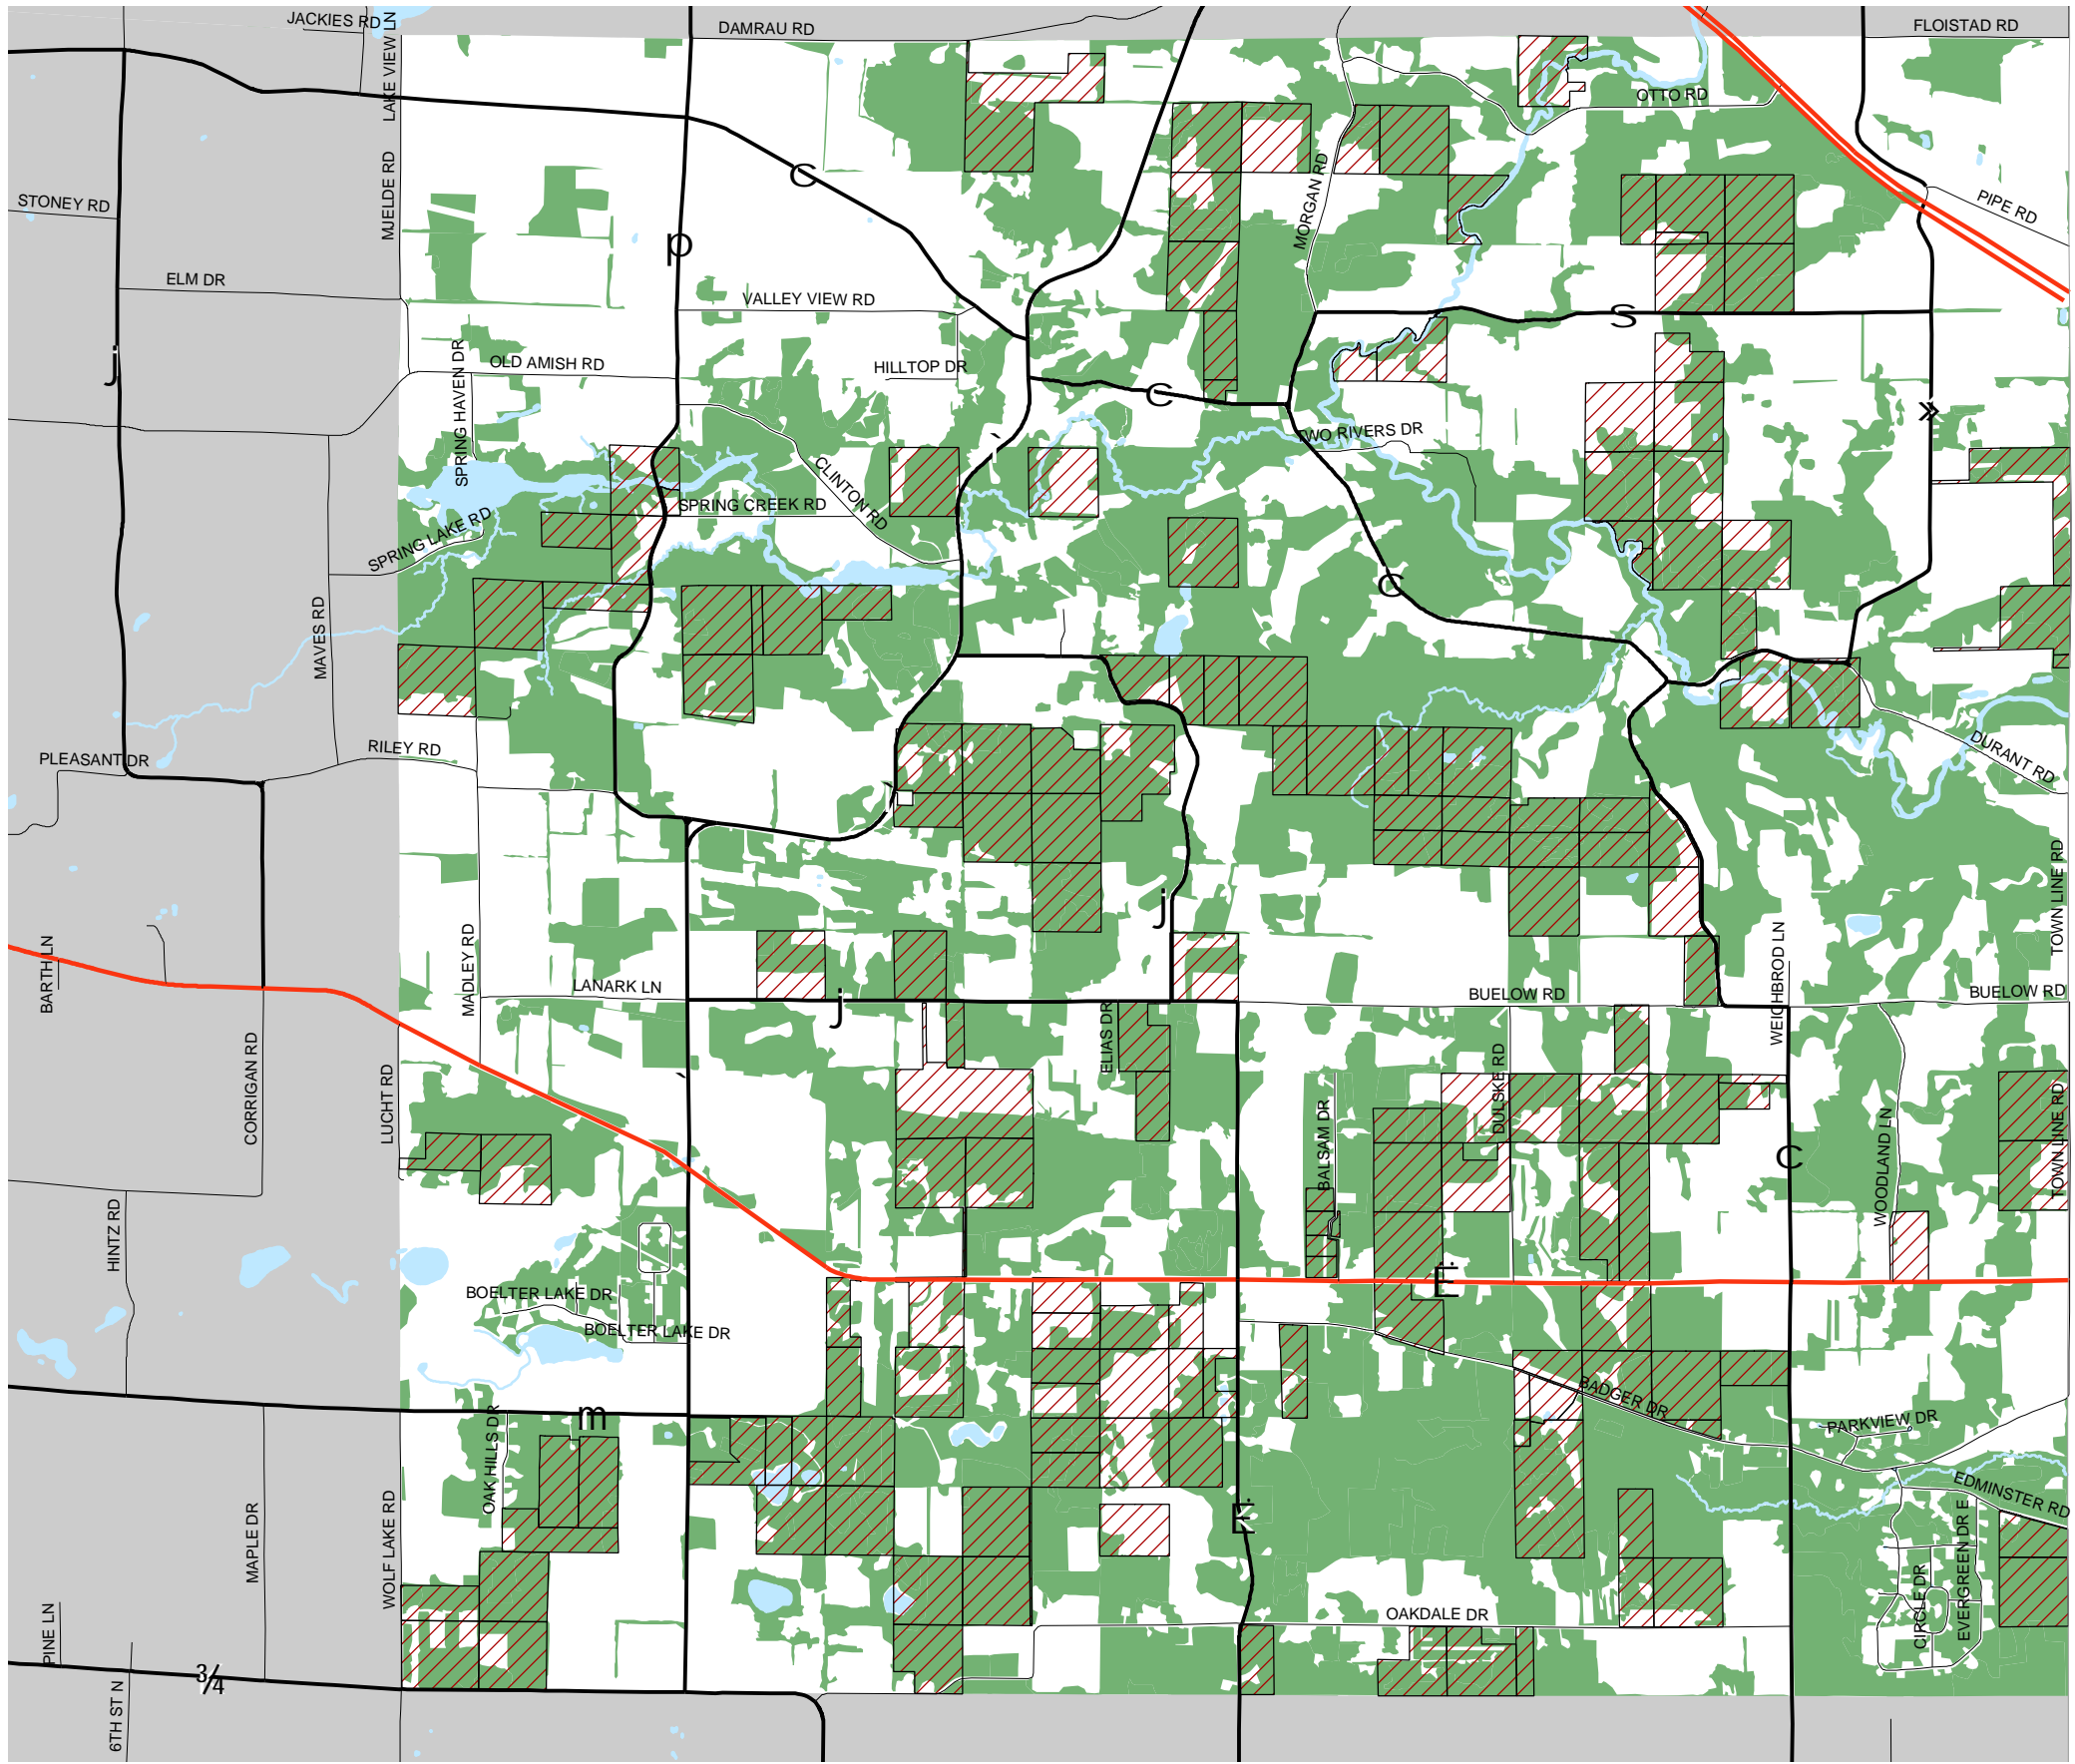 JACKIES RD
LAKE VIEW LN
DAMRAU RD
FLOISTAD RD
OTTO RD
MJELDE RD
C
MORGAN RD
STONEY RD
PIPE RD
p
ELM DR
VALLEY VIEW RD
S
j
SPRING HAVEN DR
OLD AMISH RD
HILLTOP DR
C
»
TWO RIVERS DR
`
CLINTON RD
SPRING CREEK RD
SPRING LAKE RD
C
MAVES RD
RILEY RD
PLEASANT DR
DURANT RD
`
TOWN LINE RD
j
BARTH LN
MADLEY RD
WEIGHBROD LN
LANARK LN
j
BUELOW RD
BUELOW RD
ELIAS DR
CORRIGAN RD
LUCHT RD
`
DULSKE RD
BALSAM DR
C
WOODLAND LN
TOWN LINE RD
HINTZ RD
E
BOELTER LAKE DR
BOELTER LAKE DR
BADGER DR
m
PARKVIEW DR
OAK HILLS DR
EDMINSTER RD
MAPLE DR
WOLF LAKE RD
E
EVERGREEN DR E
CIRCLE DR
OAKDALE DR
PINE LN
¾
6TH ST N